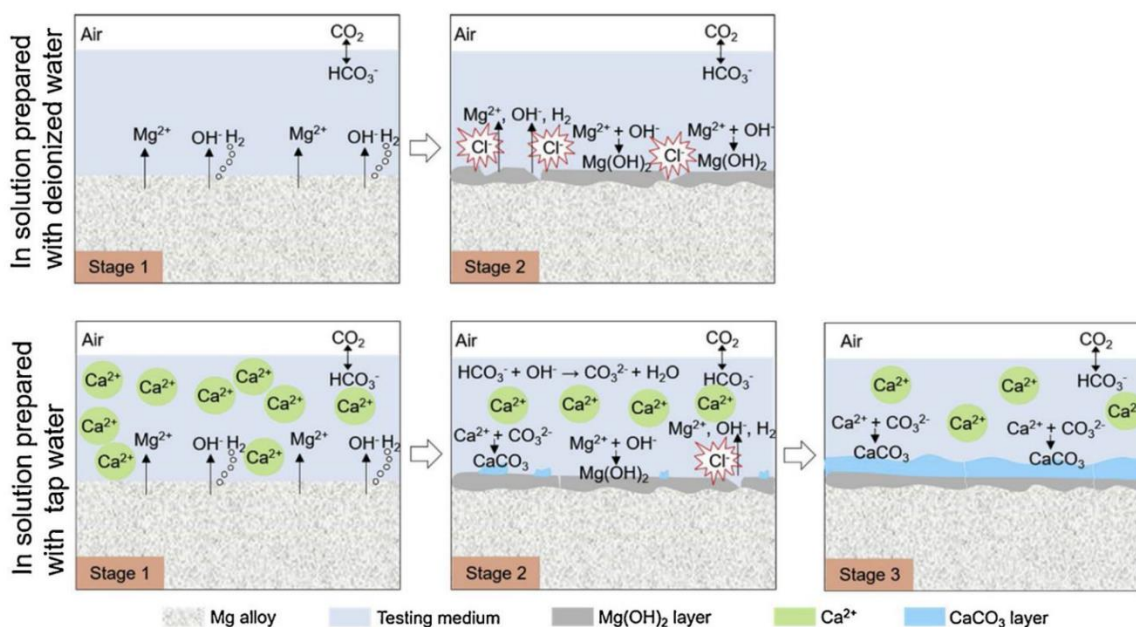 In solution prepared
with deionized water
Air
CO₂
HCO₃⁻
Mg²⁺
OH⁻ H₂
Mg²⁺
OH⁻ H₂
Stage 1
Air
CO₂
HCO₃⁻
Mg²⁺, OH⁻, H₂
Mg²⁺ + OH⁻
Mg(OH)₂
Mg²⁺ + OH⁻
Mg(OH)₂
Cl⁻
Cl⁻
Cl⁻
Stage 2
In solution prepared
with tap water
Air
CO₂
HCO₃⁻
Ca²⁺
Ca²⁺
Ca²⁺
Ca²⁺
Ca²⁺
Ca²⁺
Ca²⁺
Ca²⁺
Ca²⁺
Mg²⁺
OH⁻ H₂
Mg²⁺
OH⁻ H₂
Stage 1
Air
CO₂
HCO₃⁻ + OH⁻ → CO₃²⁻ + H₂O
HCO₃⁻
Ca²⁺
Ca²⁺
Ca²⁺
Ca²⁺
Ca²⁺ + CO₃²⁻
CaCO₃
Mg²⁺ + OH⁻
Mg(OH)₂
Mg²⁺, OH⁻, H₂
Cl⁻
Stage 2
Air
CO₂
HCO₃⁻
Ca²⁺
Ca²⁺
Ca²⁺
Ca²⁺
Ca²⁺ + CO₃²⁻
CaCO₃
Ca²⁺ + CO₃²⁻
CaCO₃
Stage 3
Mg alloy
Testing medium
Mg(OH)₂ layer
Ca²⁺
CaCO₃ layer